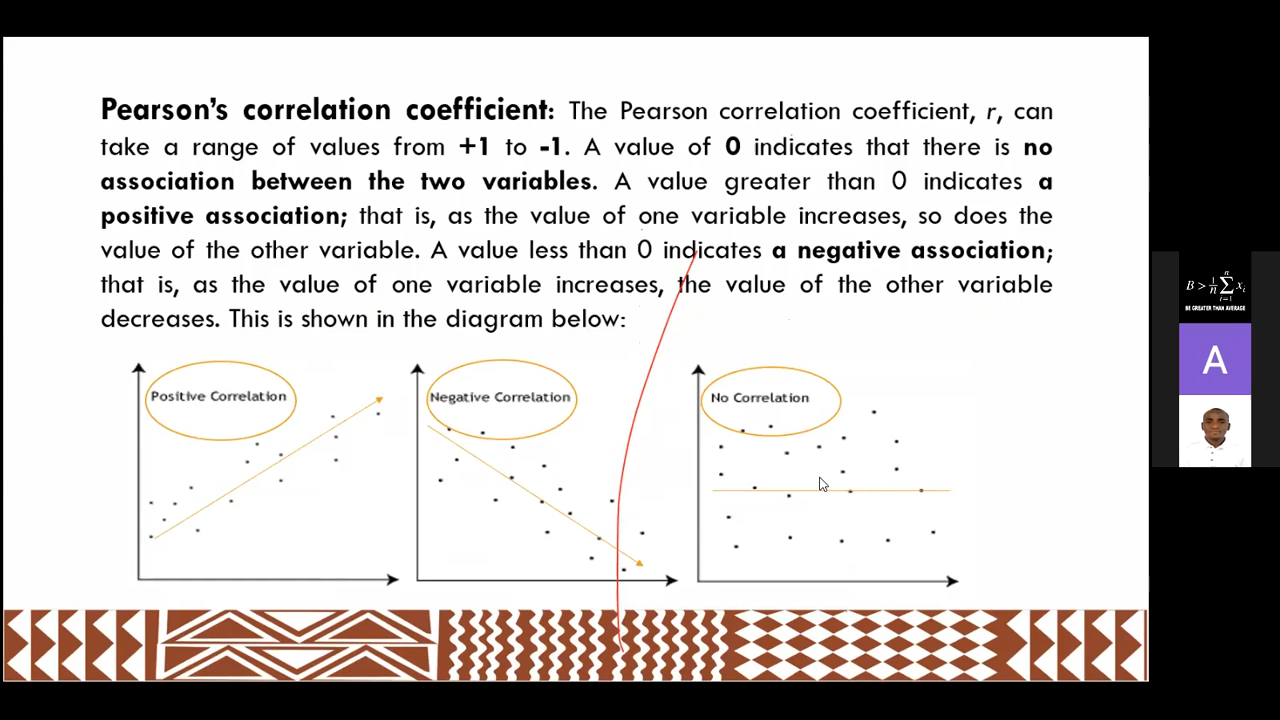 Pearson's correlation coefficient: The Pearson correlation coefficient, r, can
take a range of values from +1 to -1. A value of 0 indicates that there is no
association between the two variables. A value greater than 0 indicates a
positive association; that is, as the value of one variable increases, so does the
value of the other variable. A value less than 0 indicates a negative association;
that is, as the value of one variable increases, the value of the other variable
decreases. This is shown in the diagram below:
Positive Correlation
Negative Correlation
No Correlation
B > 1/n ∑ i=1 n xi
BE GREATER THAN AVERAGE
A